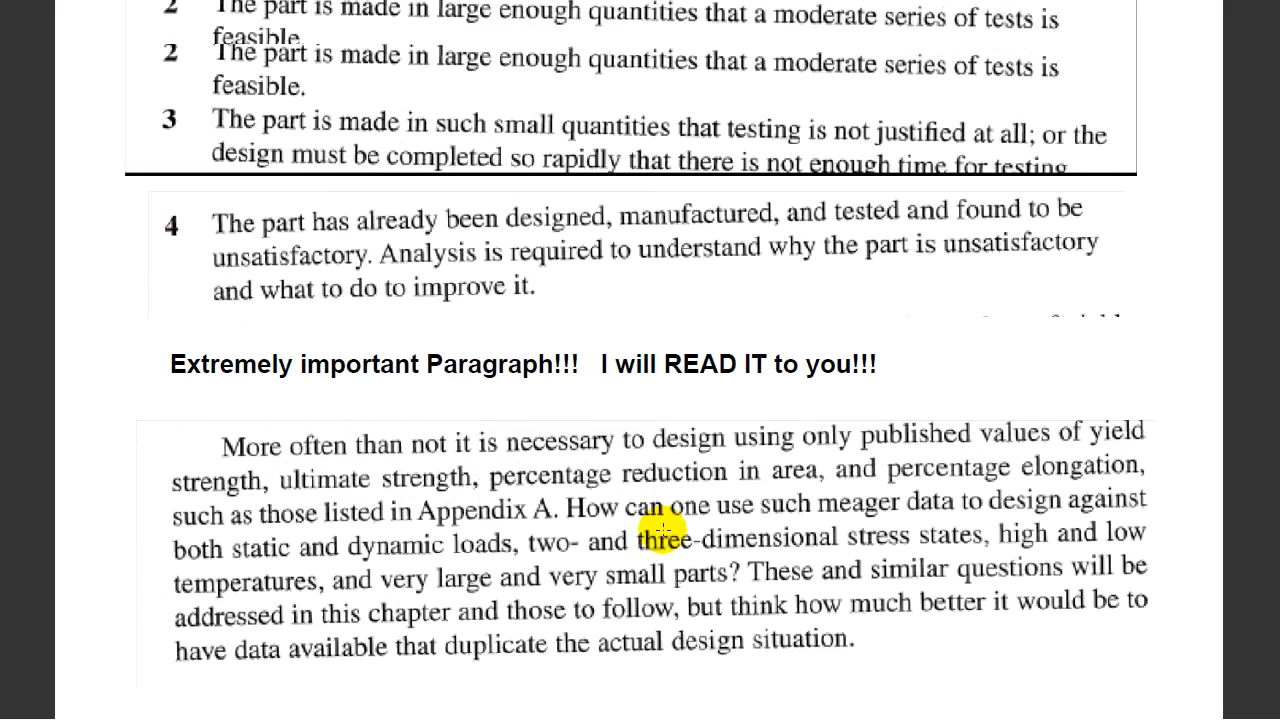 2 The part is made in large enough quantities that a moderate series of tests is
feasible.
2 The part is made in large enough quantities that a moderate series of tests is
feasible.
3 The part is made in such small quantities that testing is not justified at all; or the
design must be completed so rapidly that there is not enough time for testing
4 The part has already been designed, manufactured, and tested and found to be
unsatisfactory. Analysis is required to understand why the part is unsatisfactory
and what to do to improve it.
Extremely important Paragraph!!! I will READ IT to you!!!
More often than not it is necessary to design using only published values of yield
strength, ultimate strength, percentage reduction in area, and percentage elongation,
such as those listed in Appendix A. How can one use such meager data to design against
both static and dynamic loads, two- and three-dimensional stress states, high and low
temperatures, and very large and very small parts? These and similar questions will be
addressed in this chapter and those to follow, but think how much better it would be to
have data available that duplicate the actual design situation.